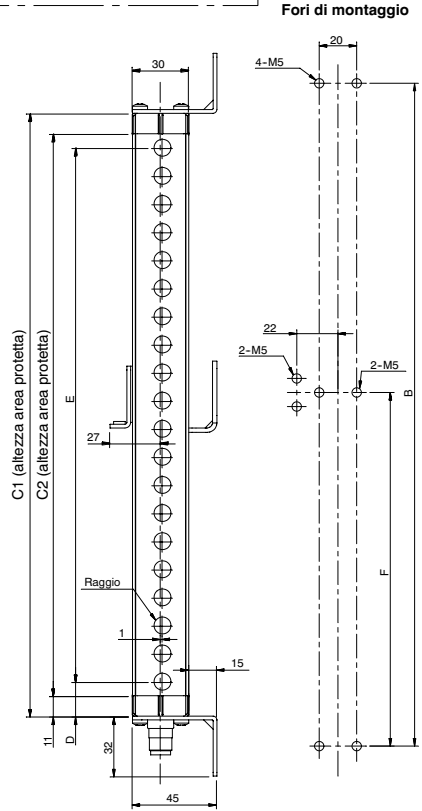 Fori di montaggio
20
30
4-M5
C1 (altezza area protetta)
C2 (altezza area protetta)
E
22
2-M5
2-M5
B
27
F
Raggio
1
15
11
D
32
45